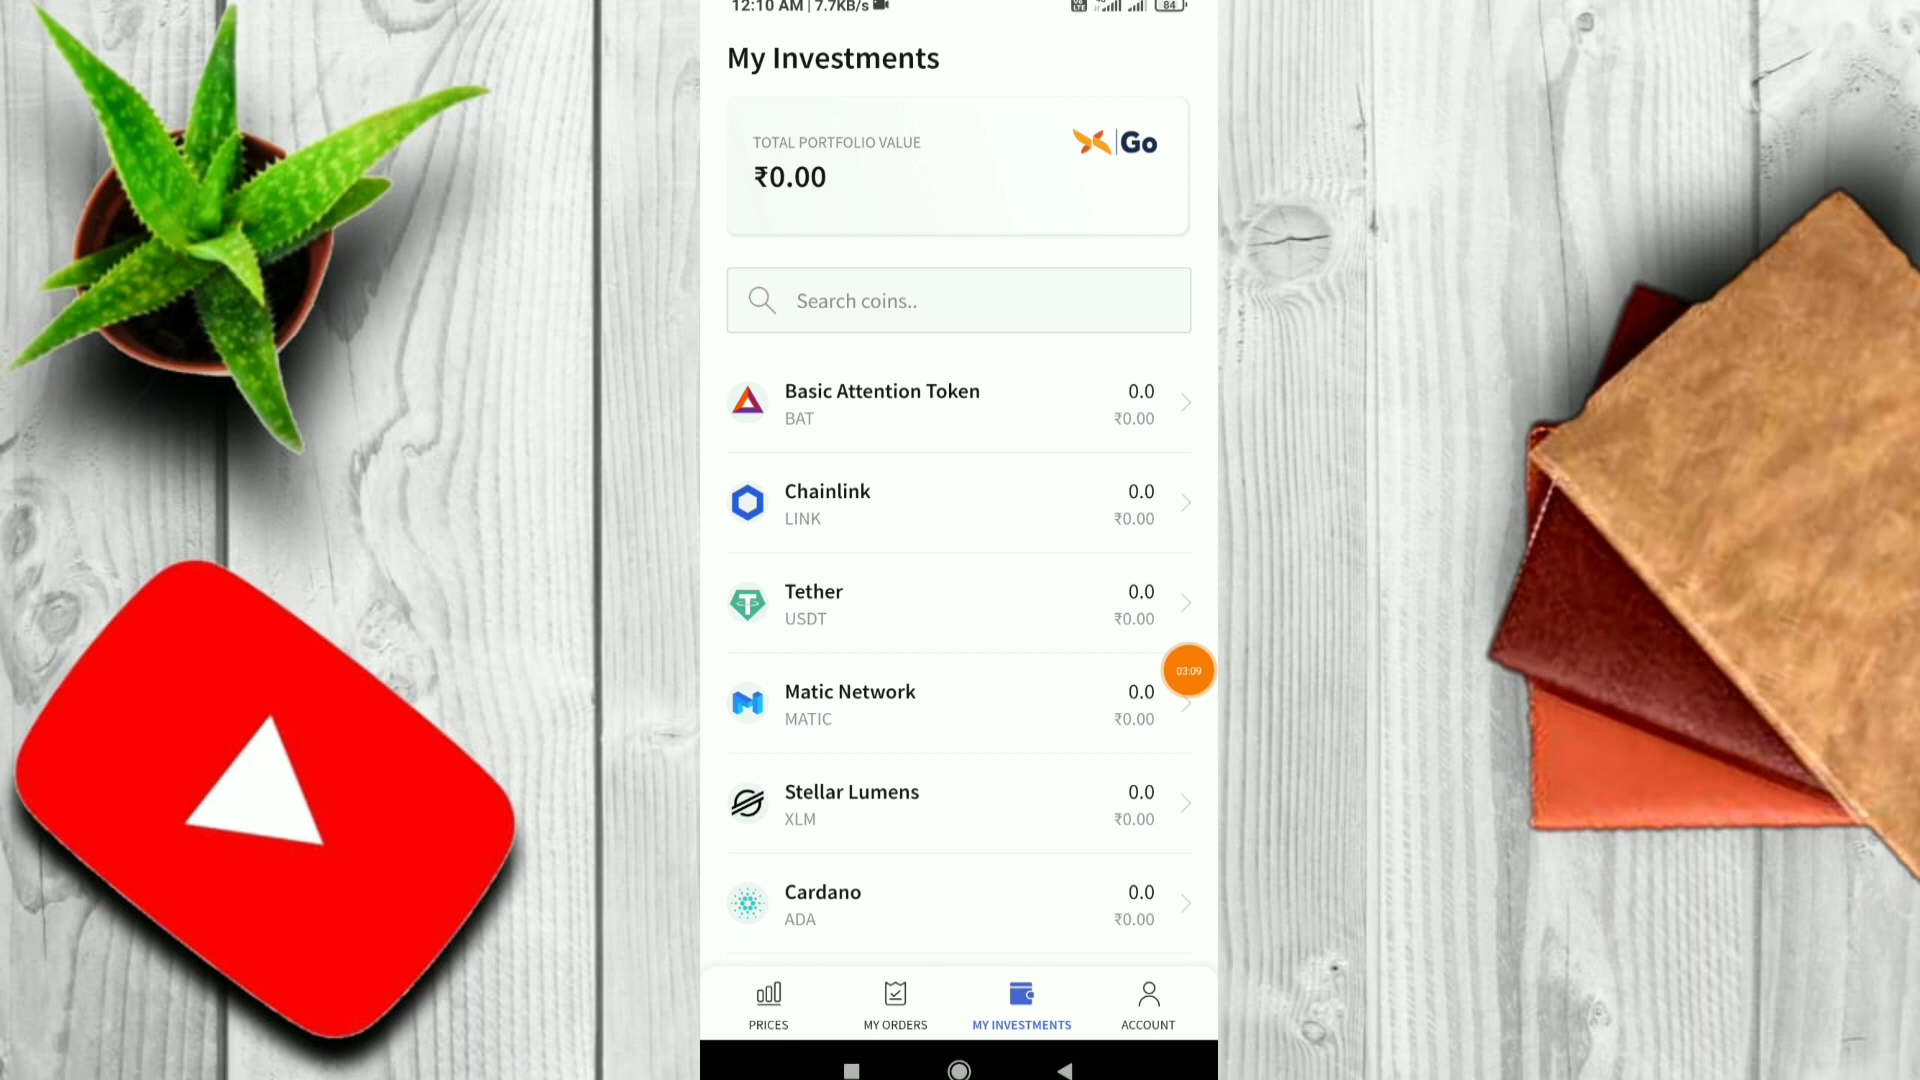 12:10 AM | 7.7KB/s
84
My Investments
TOTAL PORTFOLIO VALUE
Go
₹0.00
Search coins..
Basic Attention Token 0.0
BAT ₹0.00
Chainlink 0.0
LINK ₹0.00
Tether 0.0
USDT ₹0.00
03:09
Matic Network 0.0
MATIC ₹0.00
Stellar Lumens 0.0
XLM ₹0.00
Cardano 0.0
ADA ₹0.00
PRICES MY ORDERS MY INVESTMENTS ACCOUNT